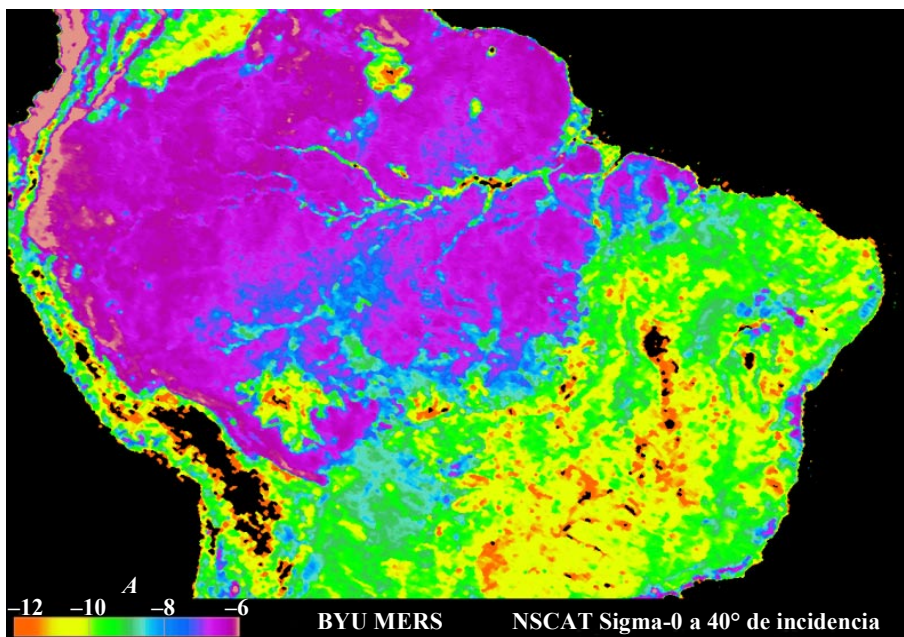 A
–12 –10 –8 –6
BYU MERS NSCAT Sigma-0 a 40° de incidencia